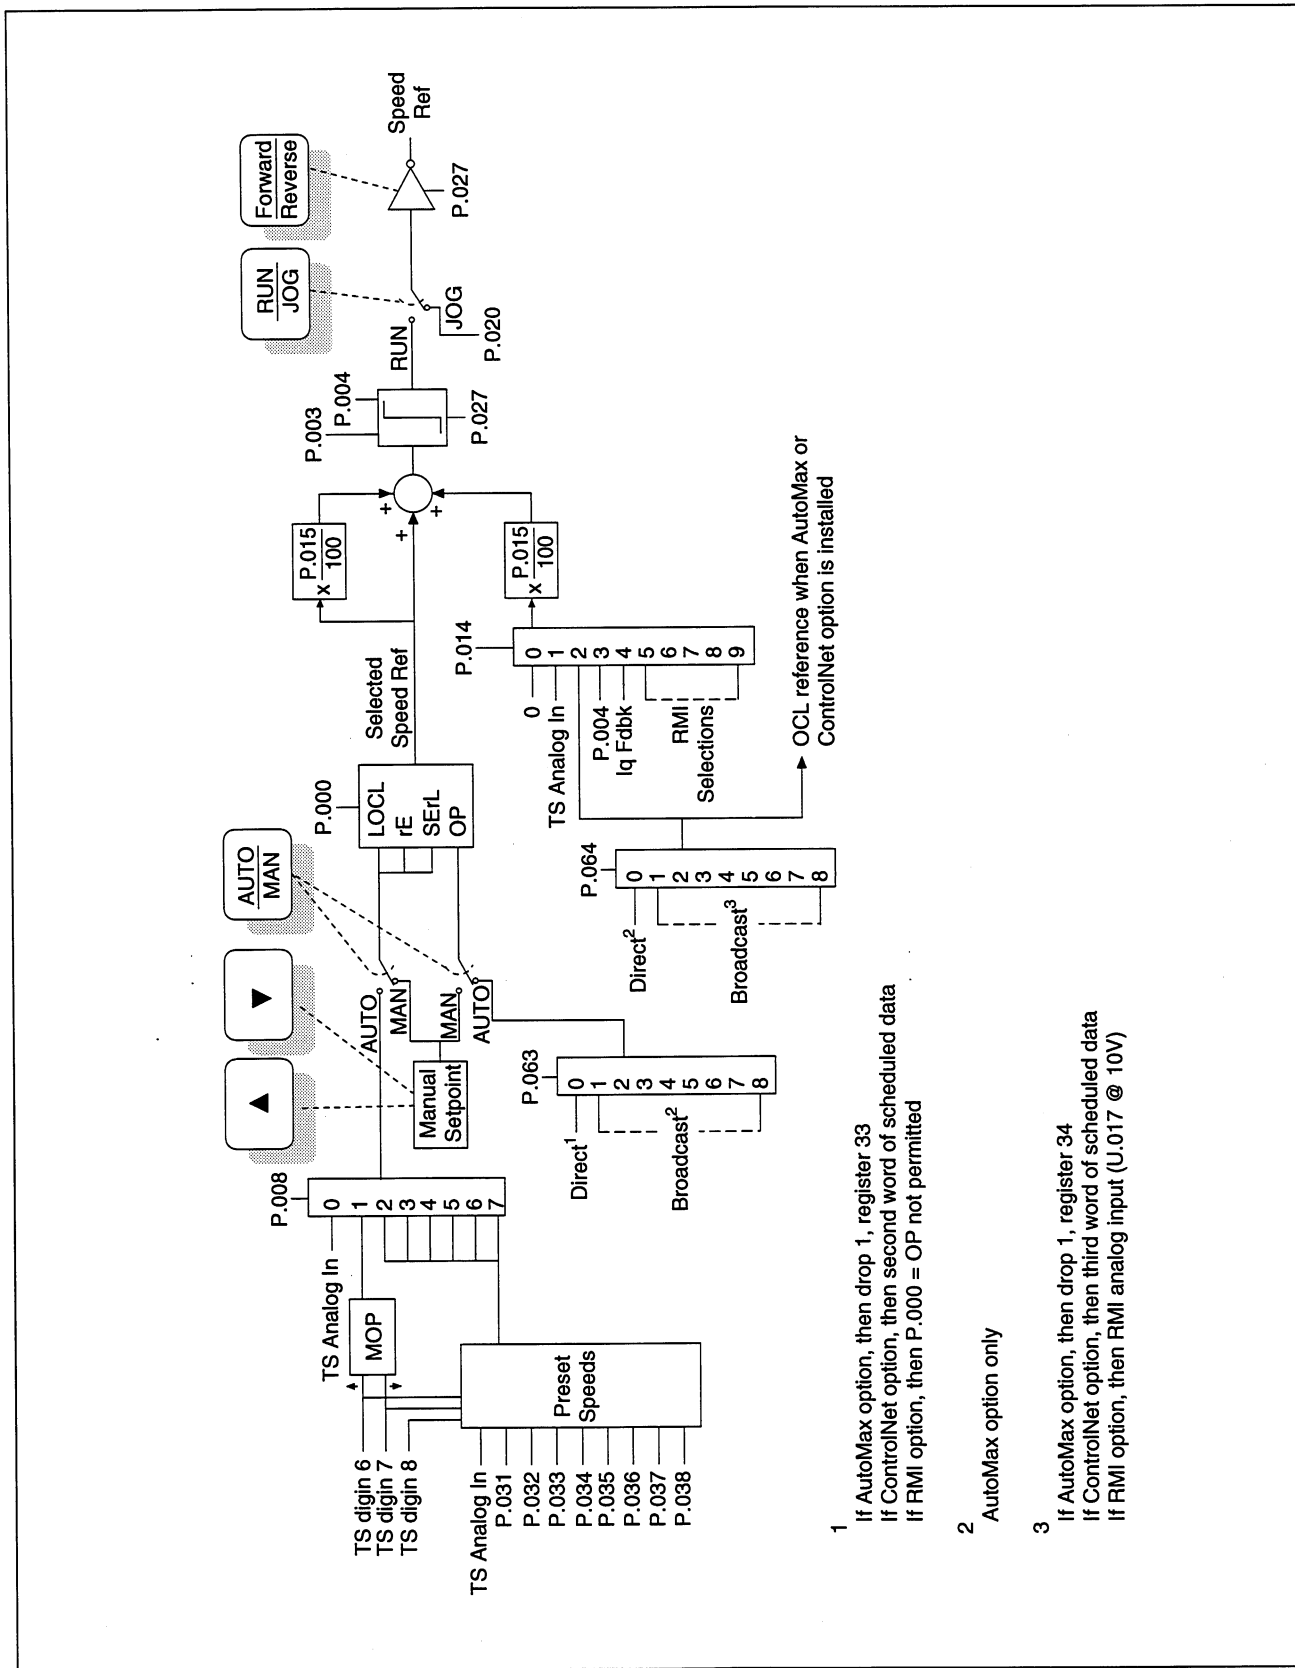 TS digin 6
TS digin 7
TS digin 8
TS Analog In
P.031
P.032
P.033
P.034
P.035
P.036
P.037
P.038
Preset
Speeds
MOP
TS Analog In
P.008
0
1
2
3
4
5
6
7
▲
▼
AUTO
MAN
Manual
Setpoint
AUTO
MAN
MAN
AUTO
P.063
0
1
2
3
4
5
6
7
8
Direct¹
Broadcast²
P.000
LOCL
rE
SErL
OP
Selected
Speed Ref
P.064
0
1
2
3
4
5
6
7
8
Direct²
Broadcast³
OCL reference when AutoMax or
ControlNet option is installed
P.014
0
1
2
3
4
5
6
7
8
9
0
TS Analog In
P.004
Iq Fdbk
RMI
Selections
x P.015
100
x P.015
100
+
+
+
P.003
P.004
P.027
RUN
JOG
RUN
JOG
P.020
Forward
Reverse
P.027
Speed
Ref
1
If AutoMax option, then drop 1, register 33
If ControlNet option, then second word of scheduled data
If RMI option, then P.000 = OP not permitted
2
AutoMax option only
3
If AutoMax option, then drop 1, register 34
If ControlNet option, then third word of scheduled data
If RMI option, then RMI analog input (U.017 @ 10V)